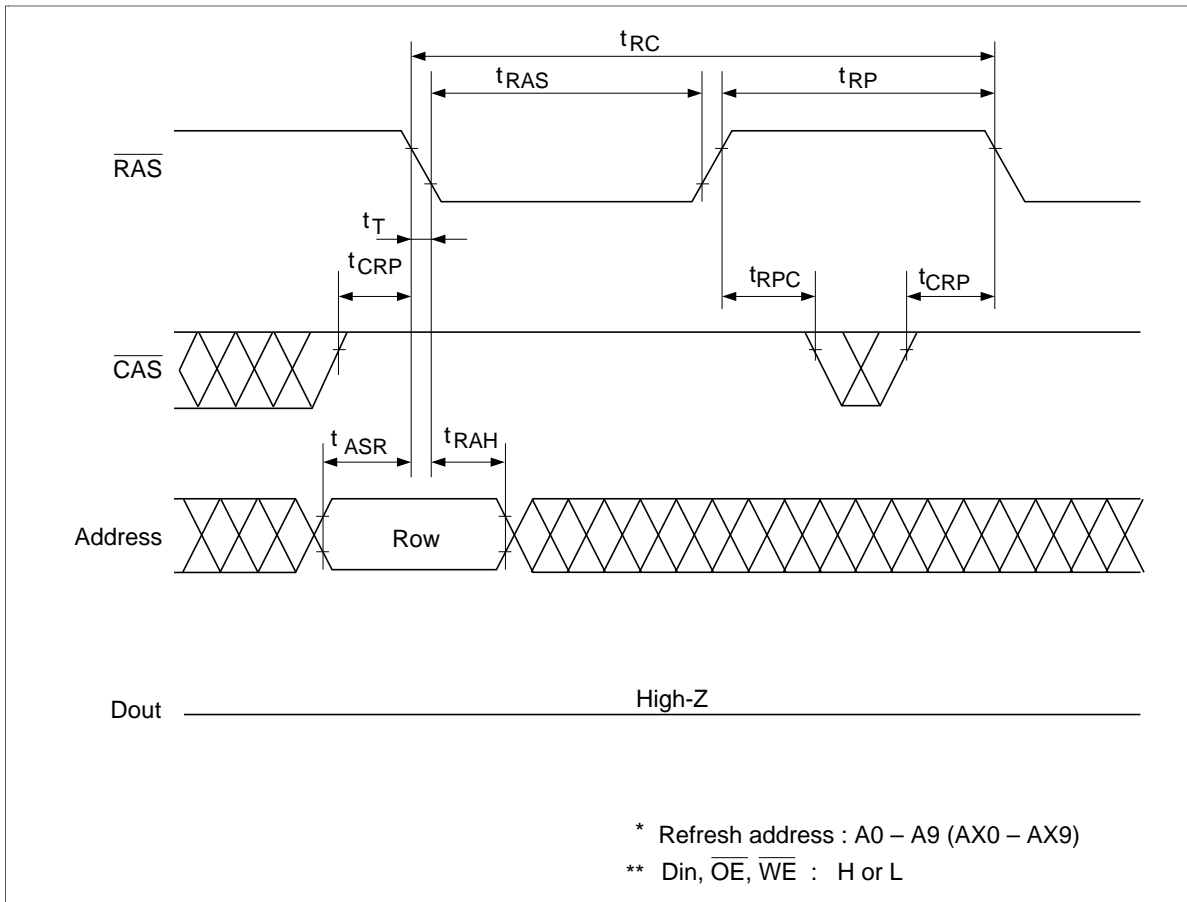 tRC
tRAS
tRP
RAS
tT
tCRP
tRPC
tCRP
CAS
tASR
tRAH
Address
Row
Dout
High-Z
* Refresh address : A0 – A9 (AX0 – AX9)
** Din, OE, WE : H or L